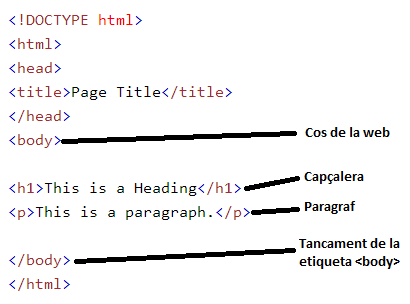 <!DOCTYPE html>
<html>
<head>
<title>Page Title</title>
</head>
<body> Cos de la web
<h1>This is a Heading</h1> Capçalera
<p>This is a paragraph.</p> Paragraf
</body> Tancament de la
etiqueta <body>
</html>